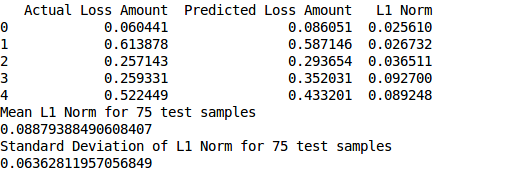 Actual Loss Amount Predicted Loss Amount L1 Norm
0 0.060441 0.086051 0.025610
1 0.613878 0.587146 0.026732
2 0.257143 0.293654 0.036511
3 0.259331 0.352031 0.092700
4 0.522449 0.433201 0.089248
Mean L1 Norm for 75 test samples
0.08879388490608407
Standard Deviation of L1 Norm for 75 test samples
0.06362811957056849